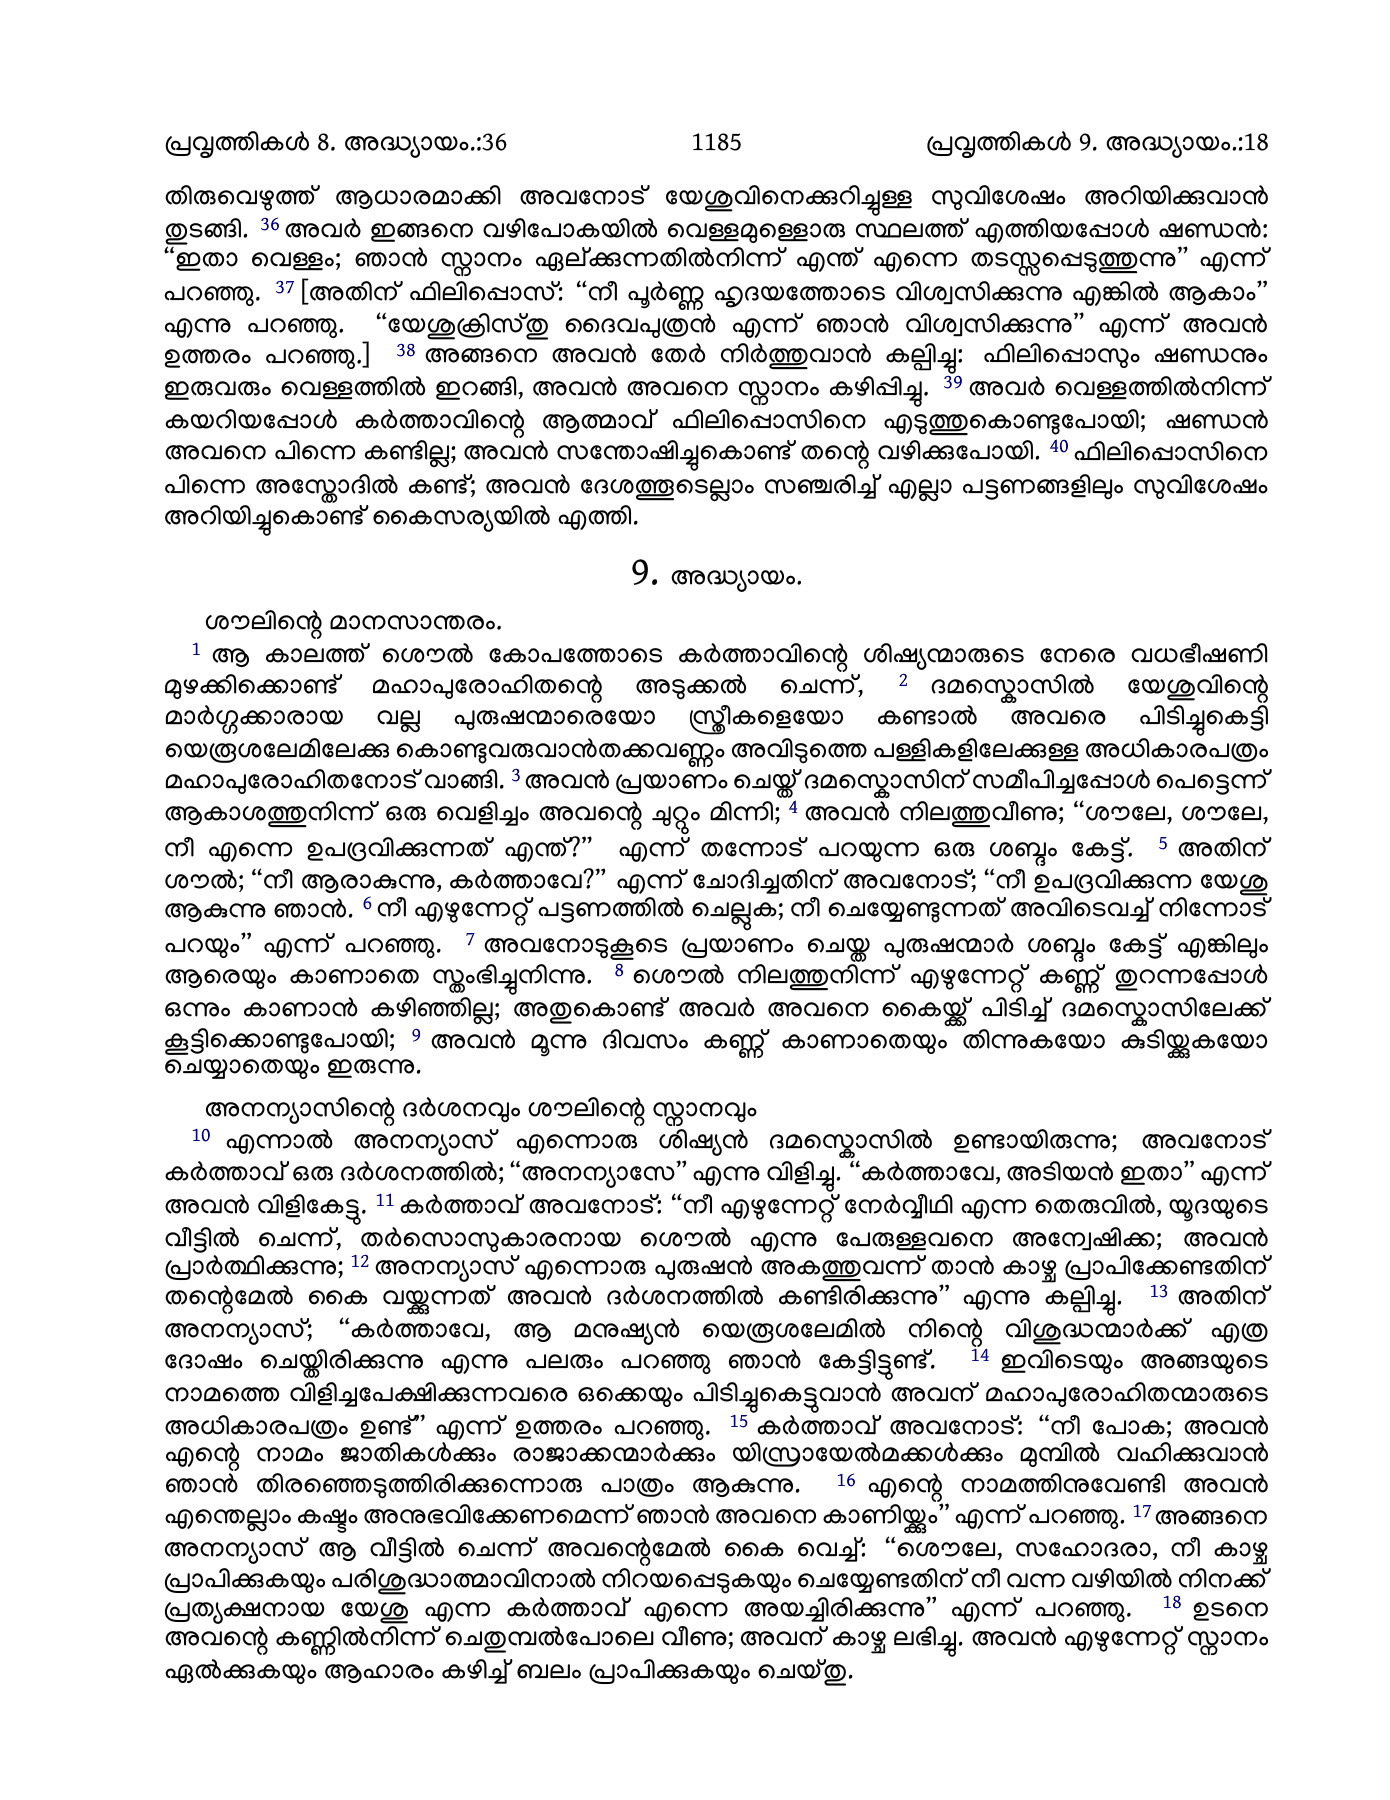 പ്രവൃത്തികൾ 8. അദ്ധ്യായം.:36 1185 പ്രവൃത്തികൾ 9. അദ്ധ്യായം.:18
തിരുവെഴുത്ത് ആധാരമാക്കി അവനോട് യേശുവിനെക്കുറിച്ചുള്ള സുവിശേഷം അറിയിക്കുവാൻ
തുടങ്ങി. 36 അവർ ഇങ്ങനെ വഴിപോകയിൽ വെള്ളമുള്ളൊരു സ്ഥലത്ത് എത്തിയപ്പോൾ ഷണ്ഡൻ:
“ഇതാ വെള്ളം; ഞാൻ സ്നാനം ഏല്ക്കുന്നതിൽനിന്ന് എന്ത് എന്നെ തടസ്സപ്പെടുത്തുന്നു” എന്ന്
പറഞ്ഞു. 37 [അതിന് ഫിലിപ്പൊസ്: “നീ പൂർണ്ണ ഹൃദയത്തോടെ വിശ്വസിക്കുന്നു എങ്കിൽ ആകാം”
എന്നു പറഞ്ഞു. “യേശുക്രിസ്തു ദൈവപുത്രൻ എന്ന് ഞാൻ വിശ്വസിക്കുന്നു” എന്ന് അവൻ
ഉത്തരം പറഞ്ഞു.] 38 അങ്ങനെ അവൻ തേർ നിർത്തുവാൻ കല്പിച്ചു: ഫിലിപ്പൊസും ഷണ്ഡനും
ഇരുവരും വെള്ളത്തിൽ ഇറങ്ങി, അവൻ അവനെ സ്നാനം കഴിപ്പിച്ചു. 39 അവർ വെള്ളത്തിൽനിന്ന്
കയറിയപ്പോൾ കർത്താവിന്റെ ആത്മാവ് ഫിലിപ്പൊസിനെ എടുത്തുകൊണ്ടുപോയി; ഷണ്ഡൻ
അവനെ പിന്നെ കണ്ടില്ല; അവൻ സന്തോഷിച്ചുകൊണ്ട് തന്റെ വഴിക്കുപോയി. 40 ഫിലിപ്പൊസിനെ
പിന്നെ അസ്തോദിൽ കണ്ട്; അവൻ ദേശത്തൂടെല്ലാം സഞ്ചരിച്ച് എല്ലാ പട്ടണങ്ങളിലും സുവിശേഷം
അറിയിച്ചുകൊണ്ട് കൈസര്യയിൽ എത്തി.
9. അദ്ധ്യായം.
ശൗലിന്റെ മാനസാന്തരം.
1 ആ കാലത്ത് ശൌൽ കോപത്തോടെ കർത്താവിന്റെ ശിഷ്യന്മാരുടെ നേരെ വധഭീഷണി
മുഴക്കിക്കൊണ്ട് മഹാപുരോഹിതന്റെ അടുക്കൽ ചെന്ന്, 2 ദമസ്കൊസിൽ യേശുവിന്റെ
മാർഗ്ഗക്കാരായ വല്ല പുരുഷന്മാരെയോ സ്ത്രീകളെയോ കണ്ടാൽ അവരെ പിടിച്ചുകെട്ടി
യെരൂശലേമിലേക്കു കൊണ്ടുവരുവാൻതക്കവണ്ണം അവിടുത്തെ പള്ളികളിലേക്കുള്ള അധികാരപത്രം
മഹാപുരോഹിതനോട് വാങ്ങി. 3 അവൻ പ്രയാണം ചെയ്ത് ദമസ്കൊസിന് സമീപിച്ചപ്പോൾ പെട്ടെന്ന്
ആകാശത്തുനിന്ന് ഒരു വെളിച്ചം അവന്റെ ചുറ്റും മിന്നി; 4 അവൻ നിലത്തുവീണു; “ശൗലേ, ശൗലേ,
നീ എന്നെ ഉപദ്രവിക്കുന്നത് എന്ത്?” എന്ന് തന്നോട് പറയുന്ന ഒരു ശബ്ദം കേട്ട്. 5 അതിന്
ശൗൽ; “നീ ആരാകുന്നു, കർത്താവേ?” എന്ന് ചോദിച്ചതിന് അവനോട്; “നീ ഉപദ്രവിക്കുന്ന യേശു
ആകുന്നു ഞാൻ. 6 നീ എഴുന്നേറ്റ് പട്ടണത്തിൽ ചെല്ലുക; നീ ചെയ്യേണ്ടുന്നത് അവിടെവച്ച് നിന്നോട്
പറയും” എന്ന് പറഞ്ഞു. 7 അവനോടുകൂടെ പ്രയാണം ചെയ്ത പുരുഷന്മാർ ശബ്ദം കേട്ട് എങ്കിലും
ആരെയും കാണാതെ സ്തംഭിച്ചുനിന്നു. 8 ശൌൽ നിലത്തുനിന്ന് എഴുന്നേറ്റ് കണ്ണ് തുറന്നപ്പോൾ
ഒന്നും കാണാൻ കഴിഞ്ഞില്ല; അതുകൊണ്ട് അവർ അവനെ കൈയ്ക്ക് പിടിച്ച് ദമസ്കൊസിലേക്ക്
കൂട്ടിക്കൊണ്ടുപോയി; 9 അവൻ മൂന്നു ദിവസം കണ്ണ് കാണാതെയും തിന്നുകയോ കുടിയ്ക്കുകയോ
ചെയ്യാതെയും ഇരുന്നു.
അനന്യാസിന്റെ ദർശനവും ശൗലിന്റെ സ്നാനവും
10 എന്നാൽ അനന്യാസ് എന്നൊരു ശിഷ്യൻ ദമസ്കൊസിൽ ഉണ്ടായിരുന്നു; അവനോട്
കർത്താവ് ഒരു ദർശനത്തിൽ; “അനന്യാസേ” എന്നു വിളിച്ചു. “കർത്താവേ, അടിയൻ ഇതാ” എന്ന്
അവൻ വിളികേട്ടു. 11 കർത്താവ് അവനോട്: “നീ എഴുന്നേറ്റ് നേർവ്വീഥി എന്ന തെരുവിൽ, യൂദയുടെ
വീട്ടിൽ ചെന്ന്, തർസൊസുകാരനായ ശൌൽ എന്നു പേരുള്ളവനെ അന്വേഷിക്ക; അവൻ
പ്രാർത്ഥിക്കുന്നു; 12 അനന്യാസ് എന്നൊരു പുരുഷൻ അകത്തുവന്ന് താൻ കാഴ്ച പ്രാപിക്കേണ്ടതിന്
തന്റെമേൽ കൈ വയ്ക്കുന്നത് അവൻ ദർശനത്തിൽ കണ്ടിരിക്കുന്നു” എന്നു കല്പിച്ചു. 13 അതിന്
അനന്യാസ്; “കർത്താവേ, ആ മനുഷ്യൻ യെരൂശലേമിൽ നിന്റെ വിശുദ്ധന്മാർക്ക് എത്ര
ദോഷം ചെയ്തിരിക്കുന്നു എന്നു പലരും പറഞ്ഞു ഞാൻ കേട്ടിട്ടുണ്ട്. 14 ഇവിടെയും അങ്ങയുടെ
നാമത്തെ വിളിച്ചപേക്ഷിക്കുന്നവരെ ഒക്കെയും പിടിച്ചുകെട്ടുവാൻ അവന് മഹാപുരോഹിതന്മാരുടെ
അധികാരപത്രം ഉണ്ട്” എന്ന് ഉത്തരം പറഞ്ഞു. 15 കർത്താവ് അവനോട്: “നീ പോക; അവൻ
എന്റെ നാമം ജാതികൾക്കും രാജാക്കന്മാർക്കും യിസ്രായേൽമക്കൾക്കും മുമ്പിൽ വഹിക്കുവാൻ
ഞാൻ തിരഞ്ഞെടുത്തിരിക്കുന്നൊരു പാത്രം ആകുന്നു. 16 എന്റെ നാമത്തിനുവേണ്ടി അവൻ
എന്തെല്ലാം കഷ്ടം അനുഭവിക്കേണമെന്ന് ഞാൻ അവനെ കാണിയ്ക്കും” എന്ന് പറഞ്ഞു. 17 അങ്ങനെ
അനന്യാസ് ആ വീട്ടിൽ ചെന്ന് അവന്റെമേൽ കൈ വെച്ച്: “ശൌലേ, സഹോദരാ, നീ കാഴ്ച
പ്രാപിക്കുകയും പരിശുദ്ധാത്മാവിനാൽ നിറയപ്പെടുകയും ചെയ്യേണ്ടതിന് നീ വന്ന വഴിയിൽ നിനക്ക്
പ്രത്യക്ഷനായ യേശു എന്ന കർത്താവ് എന്നെ അയച്ചിരിക്കുന്നു” എന്ന് പറഞ്ഞു. 18 ഉടനെ
അവന്റെ കണ്ണിൽനിന്ന് ചെതുമ്പൽപോലെ വീണു; അവന് കാഴ്ച ലഭിച്ചു. അവൻ എഴുന്നേറ്റ് സ്നാനം
ഏൽക്കുകയും ആഹാരം കഴിച്ച് ബലം പ്രാപിക്കുകയും ചെയ്തു.